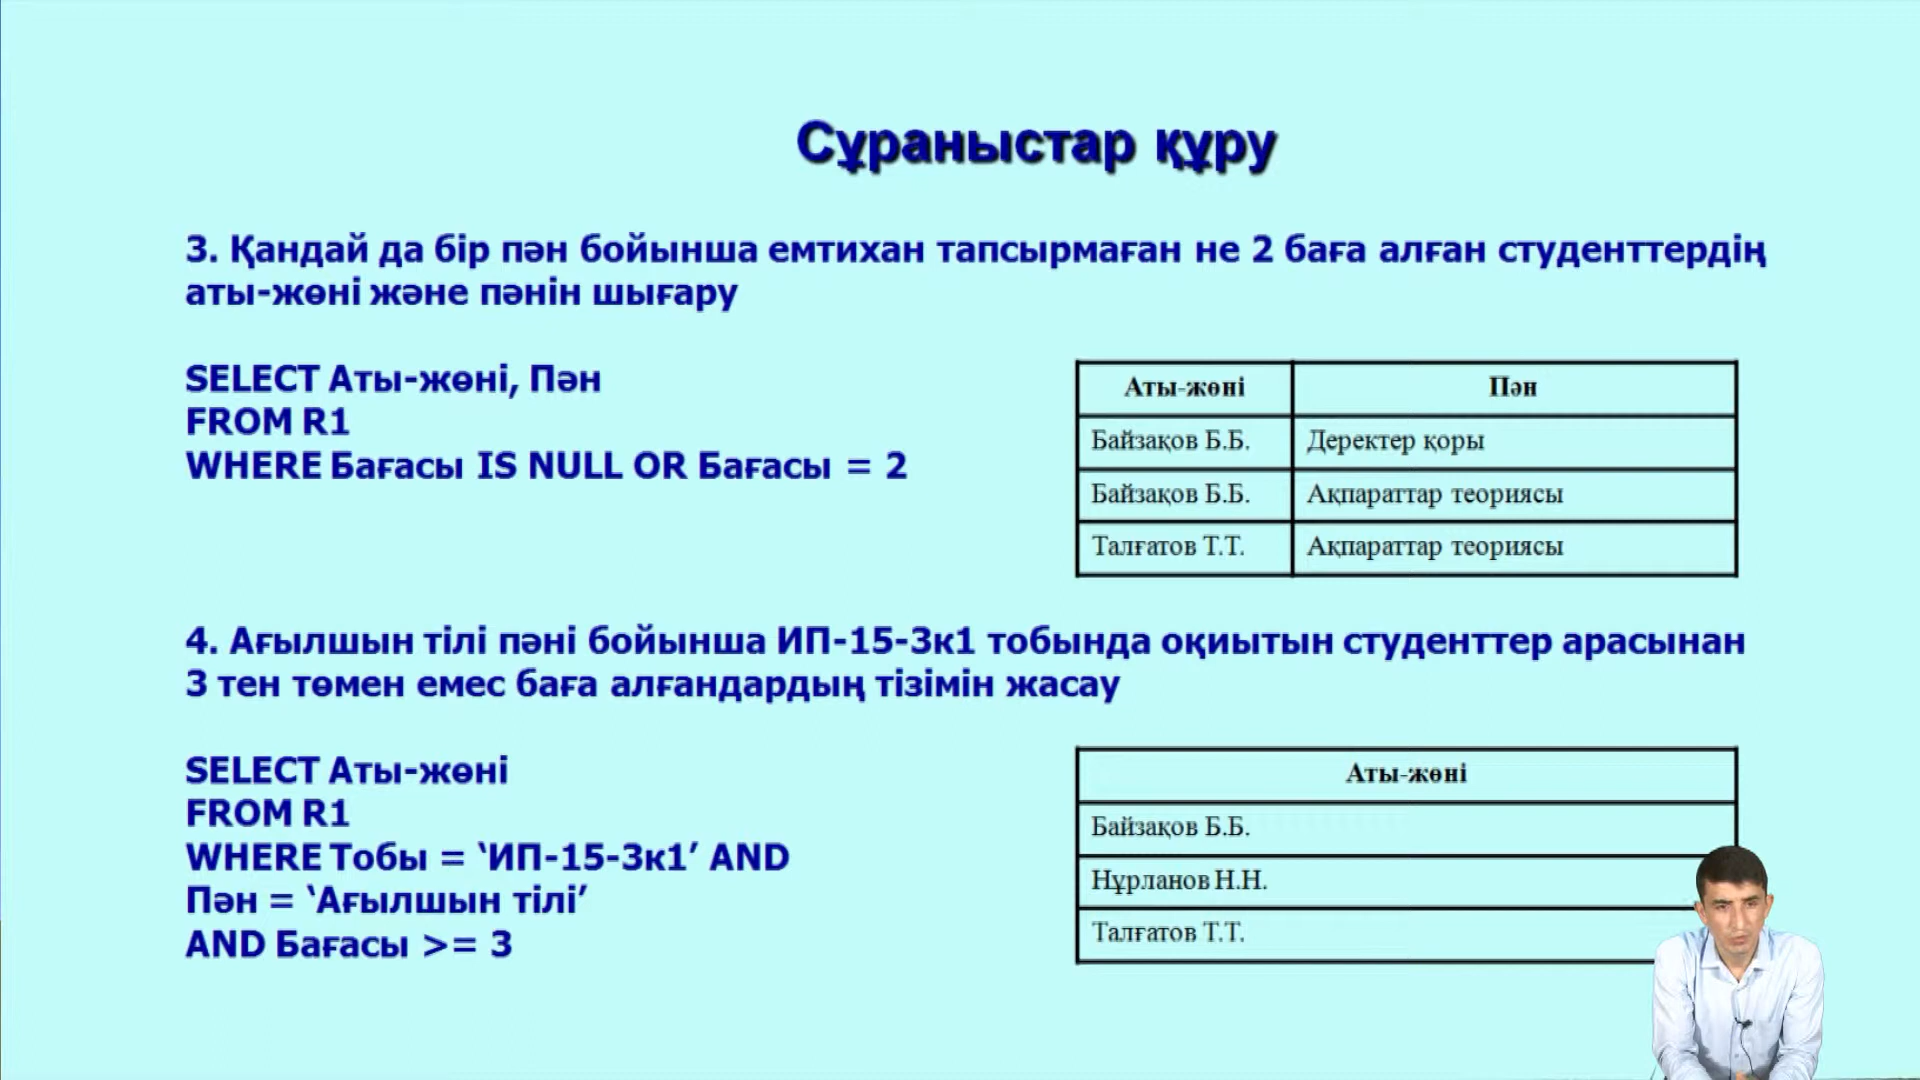 Сұраныстар құру
3. Қандай да бір пән бойынша емтихан тапсырмаған не 2 баға алған студенттердің
аты-жөні және пәнін шығару
SELECT Аты-жөні, Пән
FROM R1
WHERE Бағасы IS NULL OR Бағасы = 2
Аты-жөні Пән
Байзақов Б.Б. Деректер қоры
Байзақов Б.Б. Ақпараттар теориясы
Талғатов Т.Т. Ақпараттар теориясы
4. Ағылшын тілі пәні бойынша ИП-15-3к1 тобында оқиытын студенттер арасынан
3 тен төмен емес баға алғандардың тізімін жасау
SELECT Аты-жөні
FROM R1
WHERE Тобы = ‘ИП-15-3к1’ AND
Пән = ‘Ағылшын тілі’
AND Бағасы >= 3
Аты-жөні
Байзақов Б.Б.
Нұрланов Н.Н.
Талғатов Т.Т.